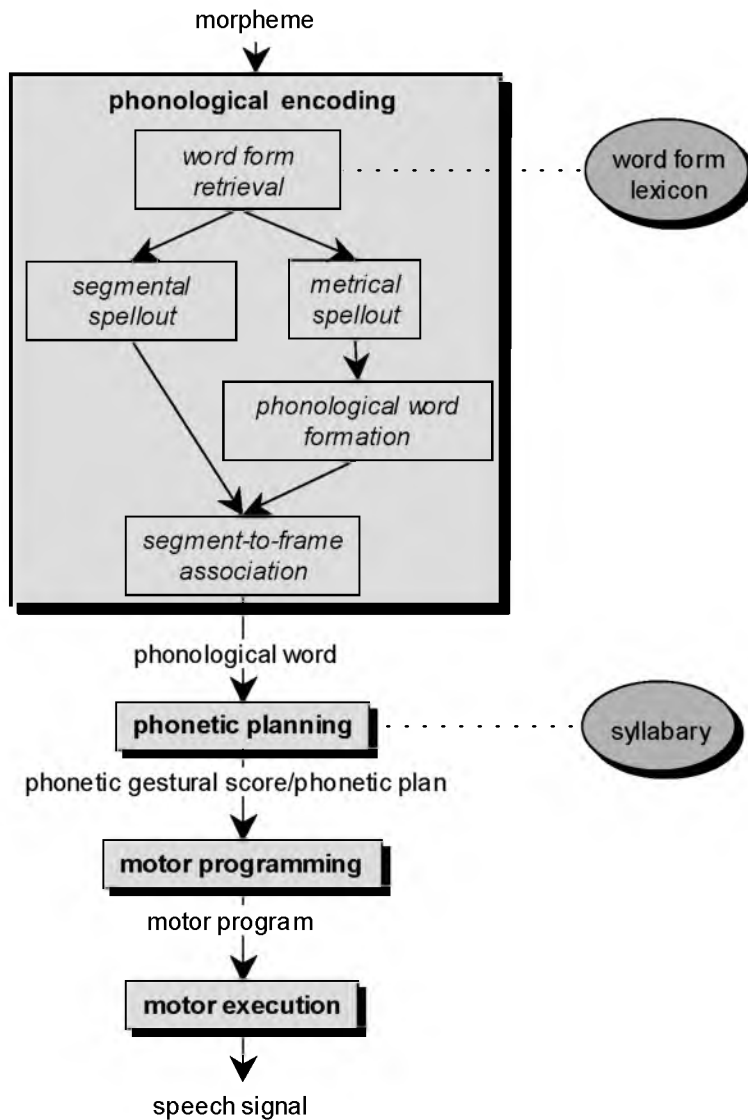 morpheme
phonological encoding
word form
retrieval
word form
lexicon
segmental
spellout
metrical
spellout
phonological word
formation
segment-to-frame
association
phonological word
phonetic planning
syllabary
phonetic gestural score/phonetic plan
motor programming
motor program
motor execution
speech signal